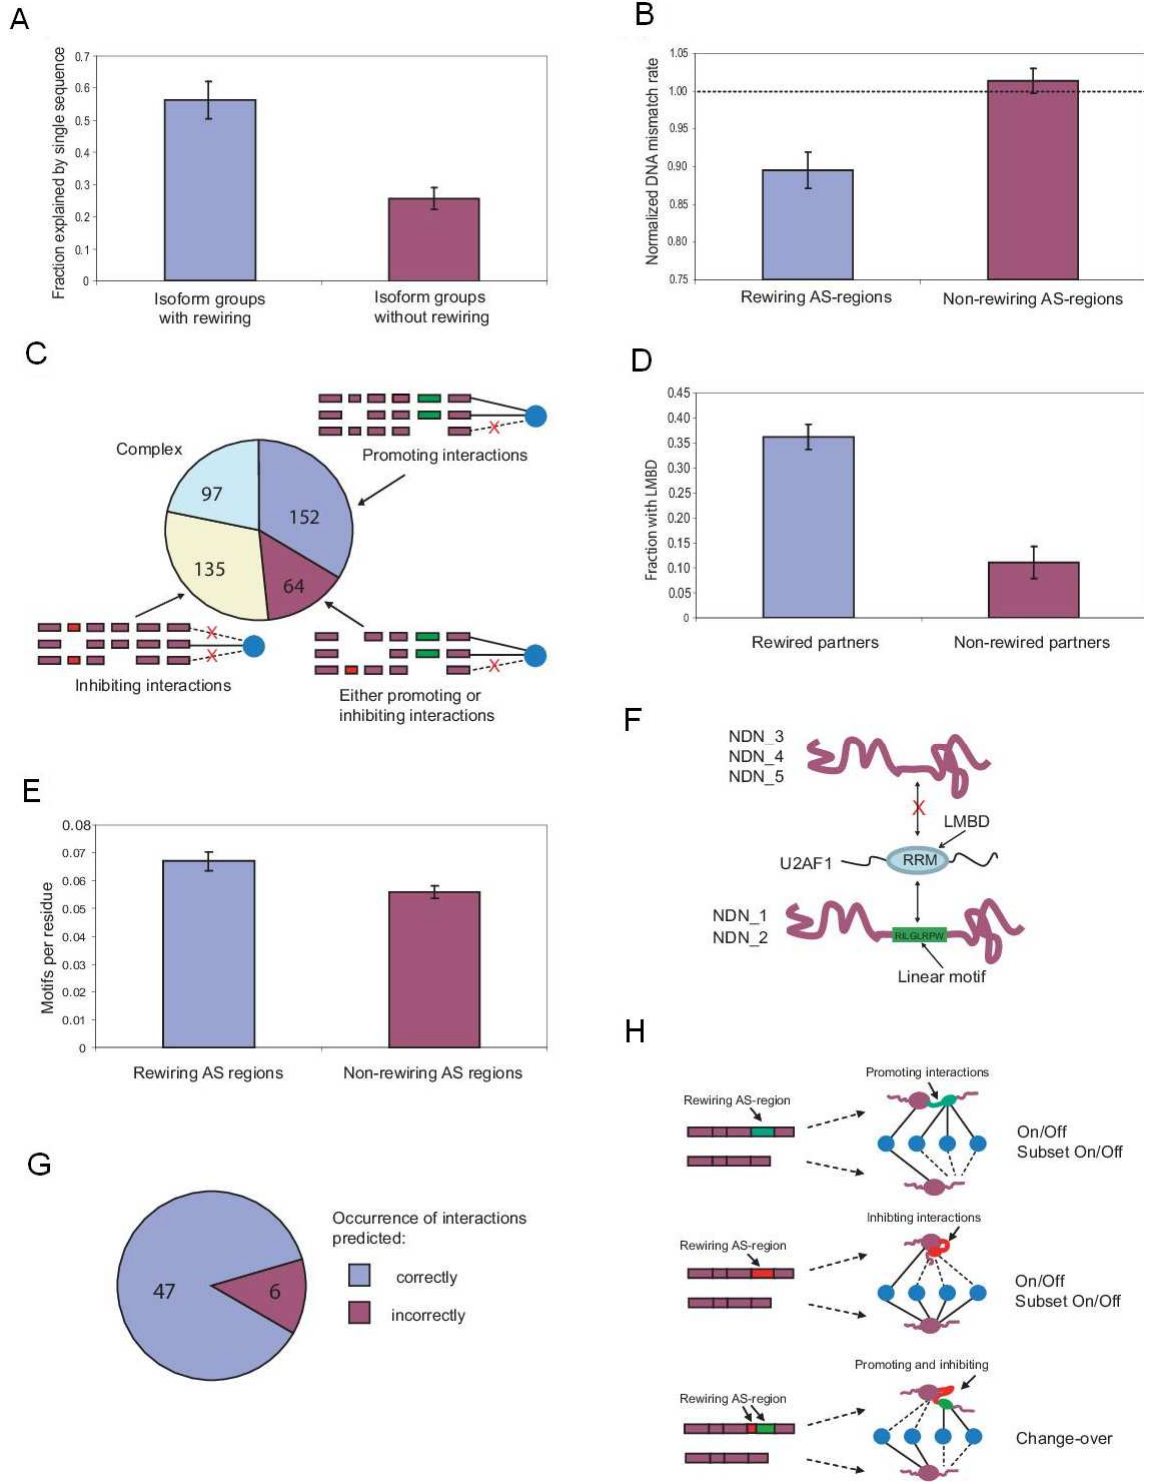 A
Fraction explained by single sequence
0.7
0.6
0.5
0.4
0.3
0.2
0.1
0
Isoform groups
with rewiring
Isoform groups
without rewiring
B
Normalized DNA mismatch rate
1.05
1.00
0.95
0.90
0.85
0.80
0.75
Rewiring AS-regions
Non-rewiring AS-regions
C
Complex
97
152
135
64
Promoting interactions
Inhibiting interactions
Either promoting or
inhibiting interactions
D
Fraction with LMBD
0.45
0.40
0.35
0.30
0.25
0.20
0.15
0.10
0.05
0
Rewired partners
Non-rewired partners
E
Motifs per residue
0.08
0.07
0.06
0.05
0.04
0.03
0.02
0.01
0
Rewiring AS regions
Non-rewiring AS regions
F
NDN_3
NDN_4
NDN_5
LMBD
U2AF1
RRM
NDN_1
NDN_2
RILGLRPW
Linear motif
G
47
6
Occurrence of interactions
predicted:
correctly
incorrectly
H
Promoting interactions
Rewiring AS-region
On/Off
Subset On/Off
Inhibting interactions
Rewiring AS-region
On/Off
Subset On/Off
Promoting and inhibiting
Rewiring AS-region
Change-over